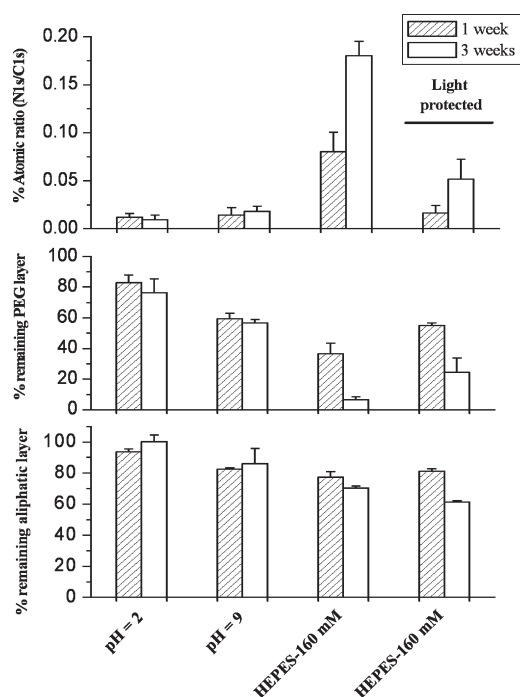 1 week
3 weeks
Light
protected
% Atomic ratio (N1s/C1s)
0.20
0.15
0.10
0.05
0.00
% remaining PEG layer
100
80
60
40
20
0
% remaining aliphatic layer
100
80
60
40
20
0
pH = 2
pH = 9
HEPES-160 mM
HEPES-160 mM